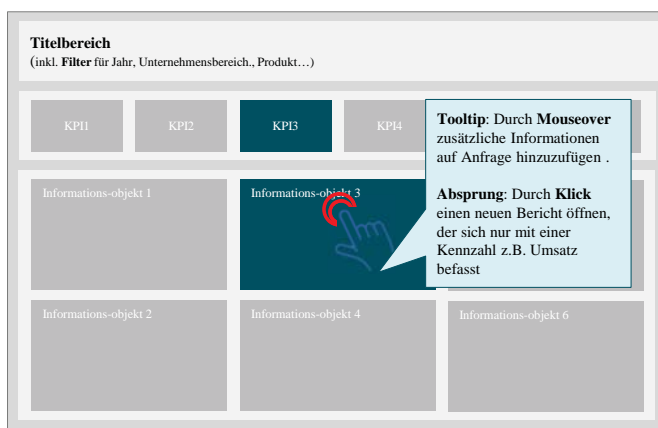 Titelbereich
(inkl. Filter für Jahr, Unternehmensbereich., Produkt…)
KPI1
KPI2
KPI3
KPI4
Tooltip: Durch Mouseover
zusätzliche Informationen
auf Anfrage hinzuzufügen .
Absprung: Durch Klick
einen neuen Bericht öffnen,
der sich nur mit einer
Kennzahl z.B. Umsatz
befasst
Informations-objekt 1
Informations-objekt 3
Informations-objekt 2
Informations-objekt 4
Informations-objekt 6